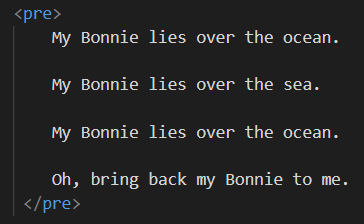 <pre>
My Bonnie lies over the ocean.
My Bonnie lies over the sea.
My Bonnie lies over the ocean.
Oh, bring back my Bonnie to me.
</pre>